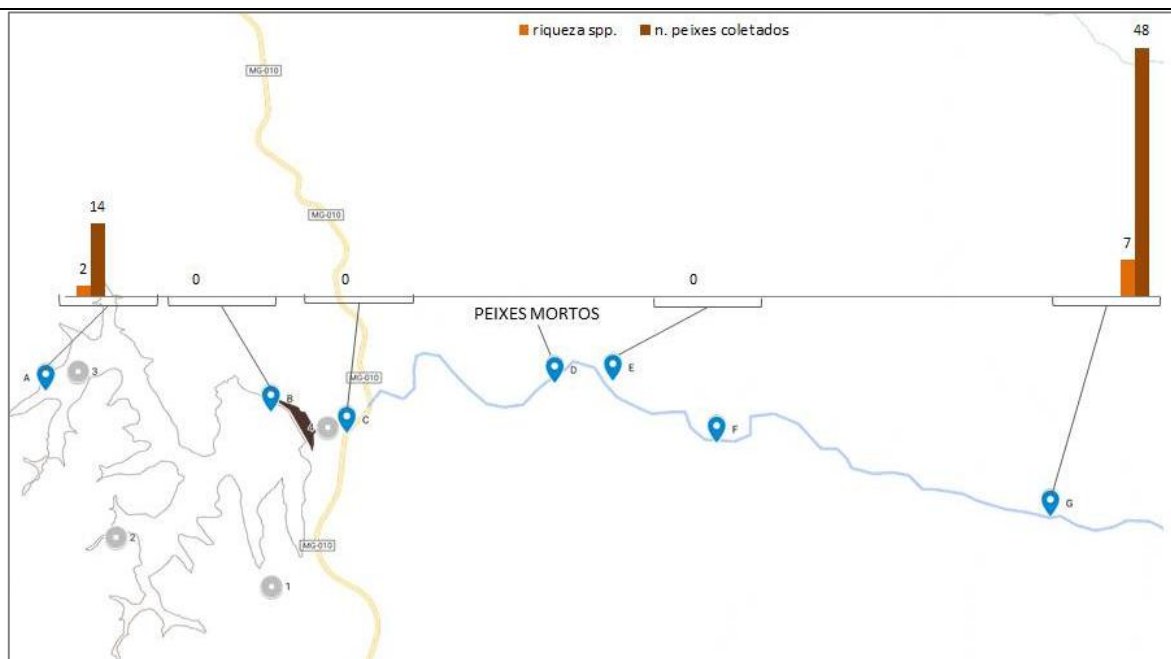 riqueza spp. n. peixes coletados
48
MG-010
MG-010
14
7
2
0 0 0
PEIXES MORTOS
A 3 MG-010 D E
B
4 C F
G
2
MG-010
1